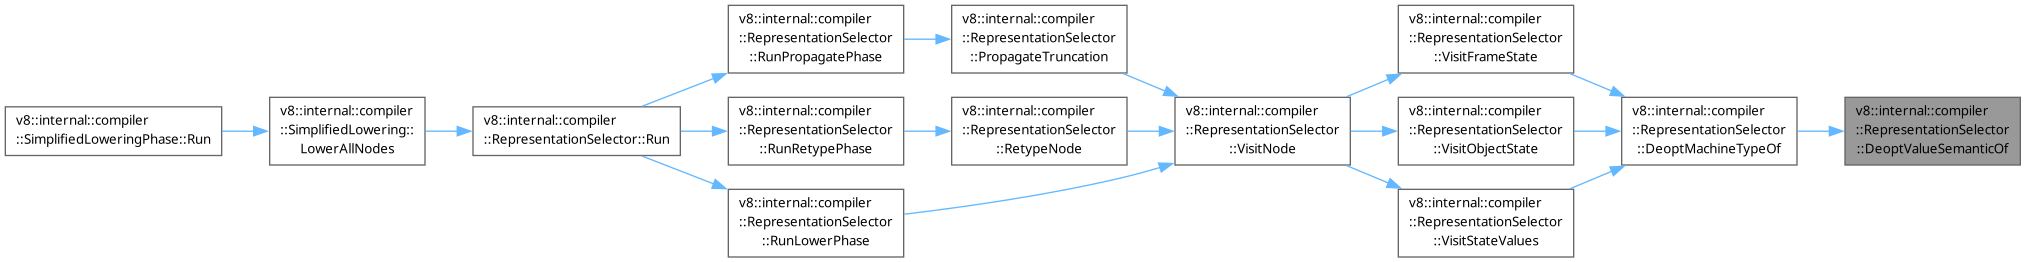 v8::internal::compiler
::SimplifiedLoweringPhase::Run
v8::internal::compiler
::SimplifiedLowering::
LowerAllNodes
v8::internal::compiler
::RepresentationSelector::Run
v8::internal::compiler
::RepresentationSelector
::RunPropagatePhase
v8::internal::compiler
::RepresentationSelector
::RunRetypePhase
v8::internal::compiler
::RepresentationSelector
::RunLowerPhase
v8::internal::compiler
::RepresentationSelector
::PropagateTruncation
v8::internal::compiler
::RepresentationSelector
::RetypeNode
v8::internal::compiler
::RepresentationSelector
::VisitNode
v8::internal::compiler
::RepresentationSelector
::VisitFrameState
v8::internal::compiler
::RepresentationSelector
::VisitObjectState
v8::internal::compiler
::RepresentationSelector
::VisitStateValues
v8::internal::compiler
::RepresentationSelector
::DeoptMachineTypeOf
v8::internal::compiler
::RepresentationSelector
::DeoptValueSemanticOf